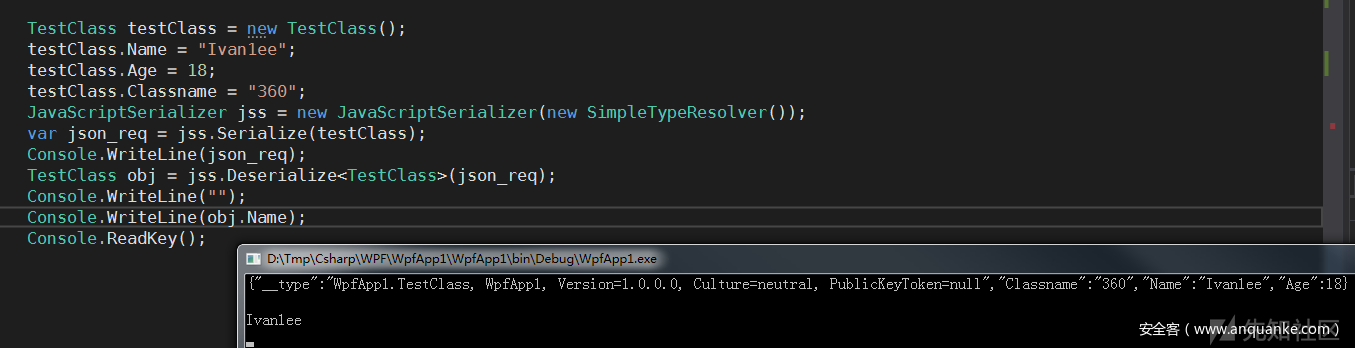 TestClass testClass = new TestClass();
testClass.Name = "Ivan1ee";
testClass.Age = 18;
testClass.Classname = "360";
JavaScriptSerializer jss = new JavaScriptSerializer(new SimpleTypeResolver());
var json_req = jss.Serialize(testClass);
Console.WriteLine(json_req);
TestClass obj = jss.Deserialize<TestClass>(json_req);
Console.WriteLine("");
Console.WriteLine(obj.Name);
Console.ReadKey();
D:\Tmp\Csharp\WPF\WpfApp1\WpfApp1\bin\Debug\WpfApp1.exe
{"__type":"WpfApp1.TestClass, WpfApp1, Version=1.0.0.0, Culture=neutral, PublicKeyToken=null","Classname":"360","Name":"Ivan1ee","Age":18}
Ivan1ee
先知社区
安全客（www.anquanke.com）